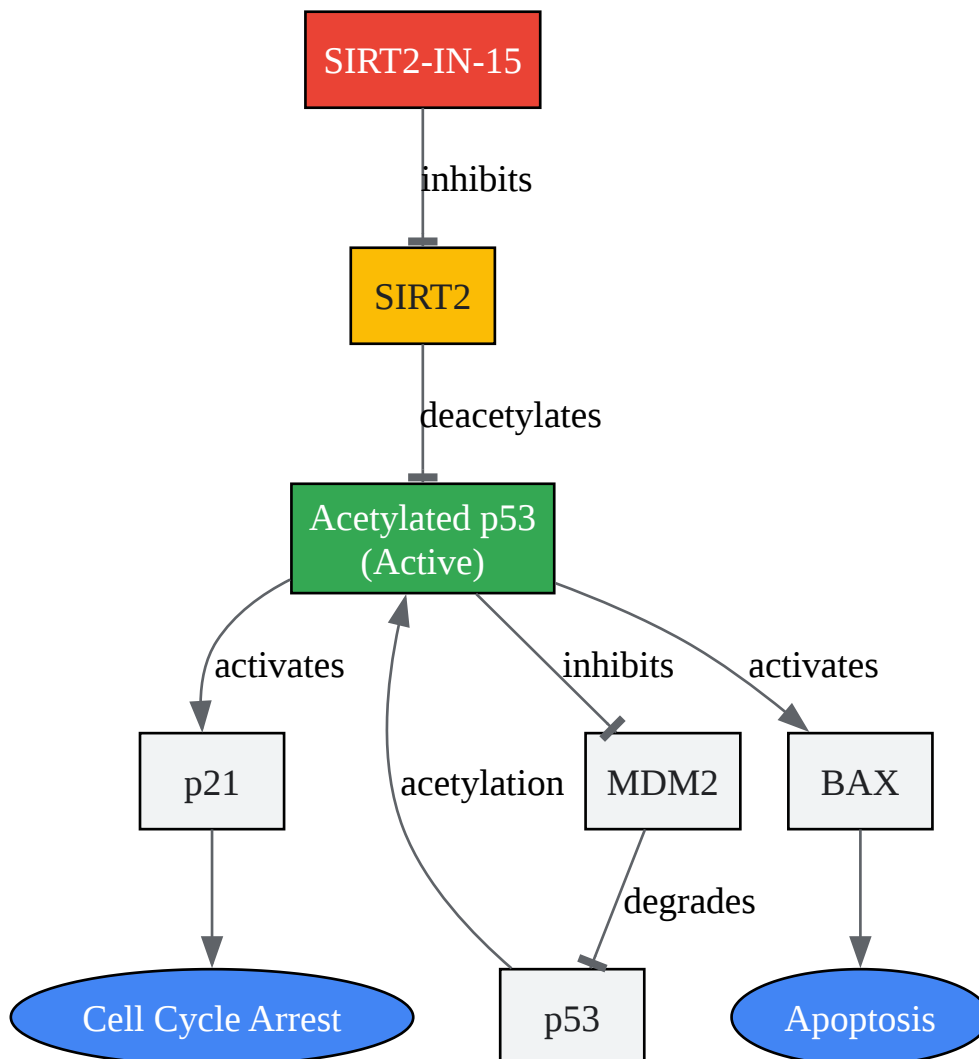 SIRT2-IN-15
inhibits
SIRT2
deacetylates
Acetylated p53
(Active)
activates
inhibits
activates
p21
acetylation
MDM2
BAX
degrades
Cell Cycle Arrest
p53
Apoptosis